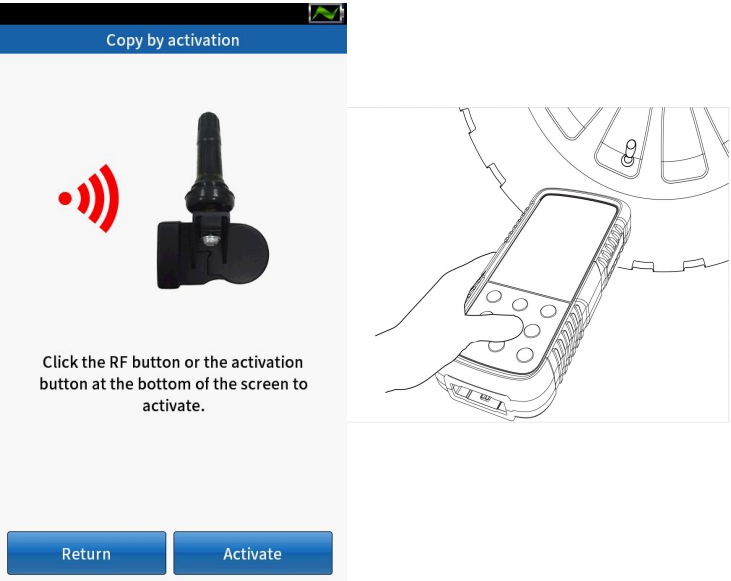 Copy by activation
Click the RF button or the activation
button at the bottom of the screen to
activate.
Return
Activate